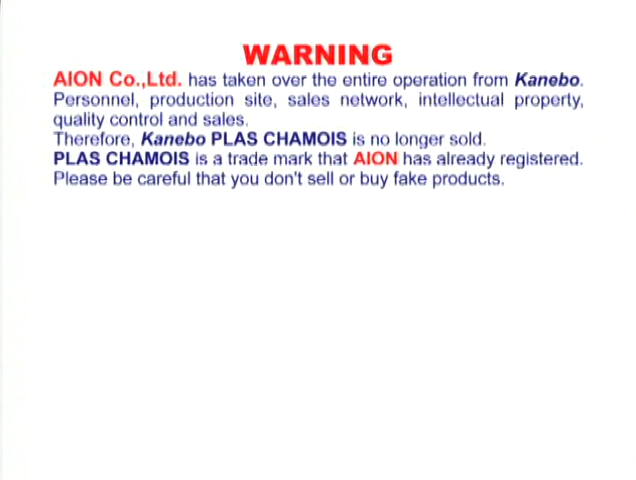 WARNING
AION Co.,Ltd. has taken over the entire operation from Kanebo.
Personnel, production site, sales network, intellectual property,
quality control and sales.
Therefore, Kanebo PLAS CHAMOIS is no longer sold.
PLAS CHAMOIS is a trade mark that AION has already registered.
Please be careful that you don't sell or buy fake products.